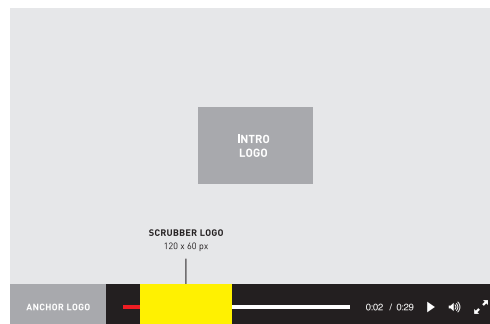 INTRO
LOGO
SCRUBBER LOGO
120 x 60 px
ANCHOR LOGO
0:02 / 0:29